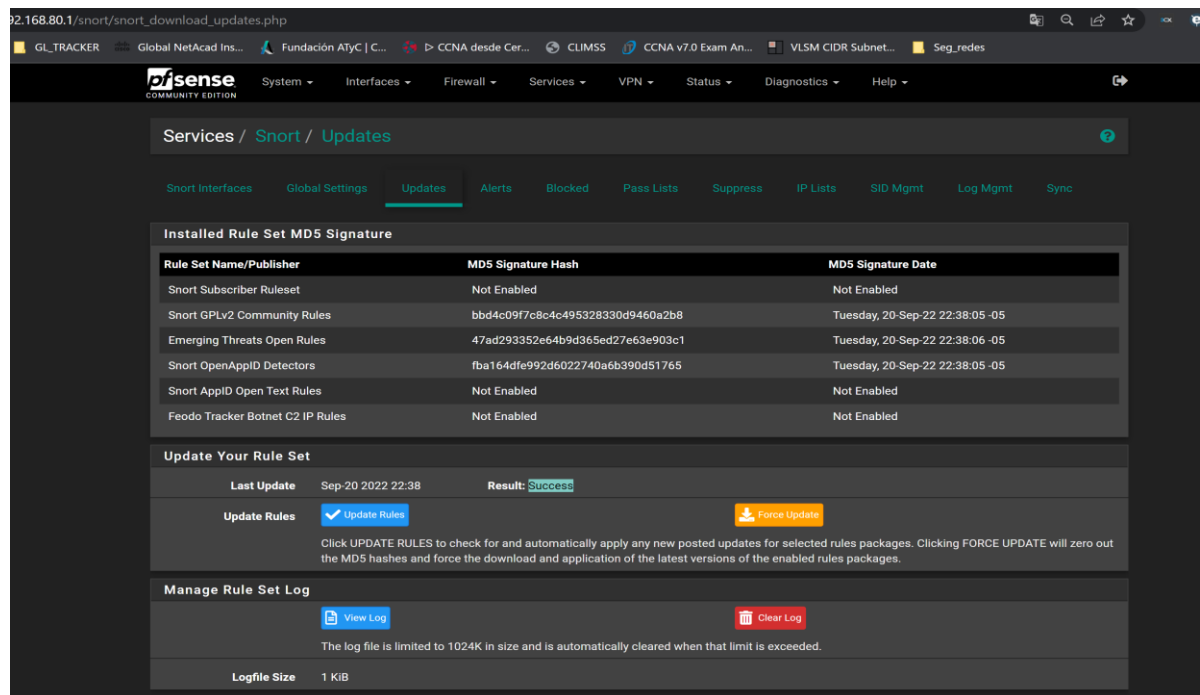 92.168.80.1/snort/snort_download_updates.php
GL_TRACKER Global NetAcad Ins... Fundación ATyC | C... ▷ CCNA desde Cer... CLIMSS CCNA v7.0 Exam An... VLSM CIDR Subnet... Seg_redes
pfsense System Interfaces Firewall Services VPN Status Diagnostics Help
COMMUNITY EDITION
Services / Snort / Updates
Snort Interfaces Global Settings Updates Alerts Blocked Pass Lists Suppress IP Lists SID Mgmt Log Mgmt Sync
Installed Rule Set MD5 Signature
Rule Set Name/Publisher MD5 Signature Hash MD5 Signature Date
Snort Subscriber Ruleset Not Enabled Not Enabled
Snort GPLv2 Community Rules bbd4c09f7c8c4c495328330d9460a2b8 Tuesday, 20-Sep-22 22:38:05 -05
Emerging Threats Open Rules 47ad293352e64b9d365ed27e63e903c1 Tuesday, 20-Sep-22 22:38:06 -05
Snort OpenAppID Detectors fba164dfe992d6022740a6b390d51765 Tuesday, 20-Sep-22 22:38:05 -05
Snort AppID Open Text Rules Not Enabled Not Enabled
Feodo Tracker Botnet C2 IP Rules Not Enabled Not Enabled
Update Your Rule Set
Last Update Sep-20 2022 22:38 Result: Success
Update Rules Update Rules Force Update
Click UPDATE RULES to check for and automatically apply any new posted updates for selected rules packages. Clicking FORCE UPDATE will zero out
the MD5 hashes and force the download and application of the latest versions of the enabled rules packages.
Manage Rule Set Log
View Log Clear Log
The log file is limited to 1024K in size and is automatically cleared when that limit is exceeded.
Logfile Size 1 KiB